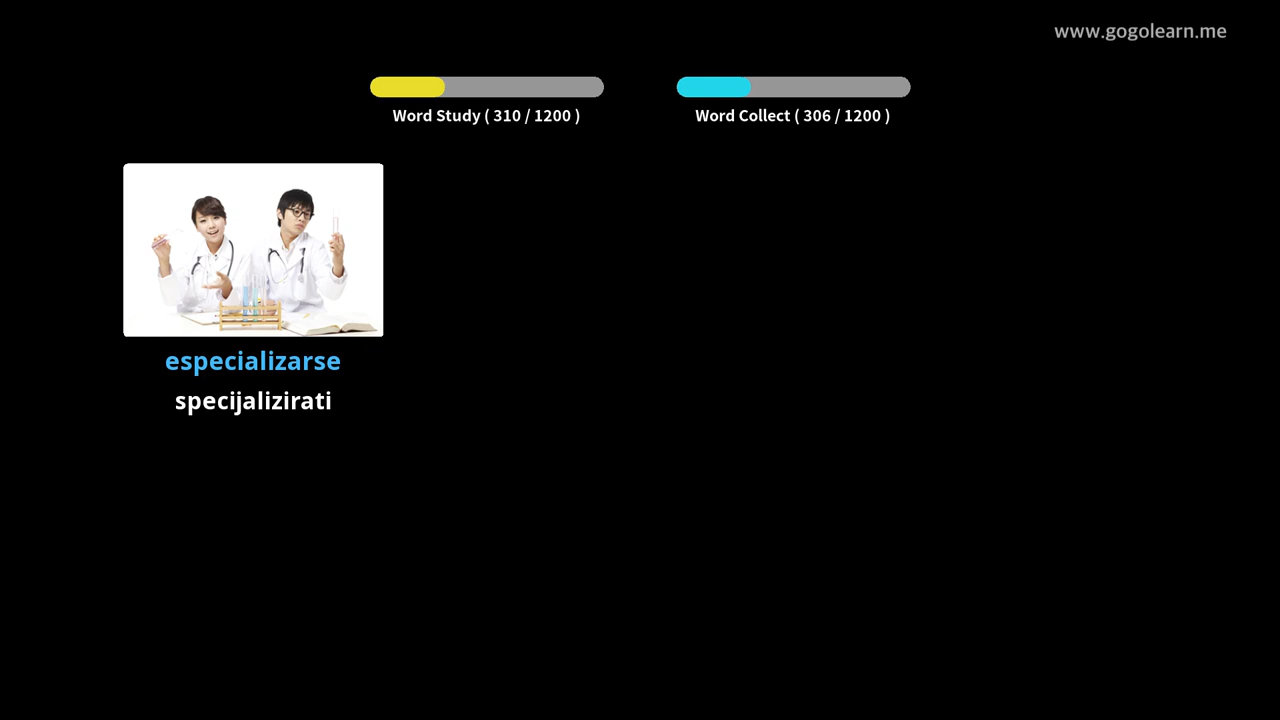 www.gogolearn.me
Word Study ( 310 / 1200 )
Word Collect ( 306 / 1200 )
especializarse
specijalizirati